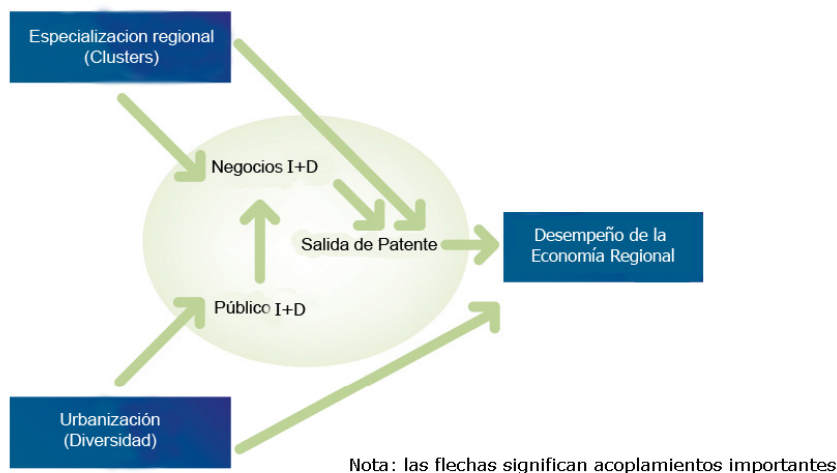 Especializacion regional
(Clusters)
Negocios I+D
Salida de Patente
Desempeño de la
Economía Regional
Público I+D
Urbanización
(Diversidad)
Nota: las flechas significan acoplamientos importantes